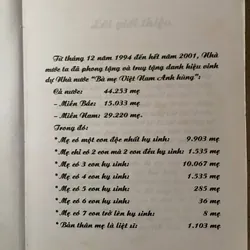 Từ tháng 12 năm 1994 đến hết năm 2001, Nhà
nước ta đã phong tặng và truy tặng danh hiệu vinh
dự Nhà nước "Bà mẹ Việt Nam Anh hùng":
Cả nước: 44.253 mẹ
- Miền Bắc: 15.033 mẹ
- Miền Nam: 29.220 mẹ.
Trong đó:
* Mẹ có một con độc nhất hy sinh: 9.903 mẹ
* Mẹ chỉ có 2 con mà 2 con đều hy sinh: 1.535 mẹ
* Mẹ có 3 con hy sinh: 10.067 mẹ
* Mẹ có 4 con hy sinh: 1.535 mẹ
* Mẹ có 5 con hy sinh: 285 mẹ
* Mẹ có 6 con hy sinh: 36 mẹ
* Mẹ có 7 con trở lên hy sinh: 8 mẹ
* Bản thân mẹ là liệt sĩ: 1.103 mẹ